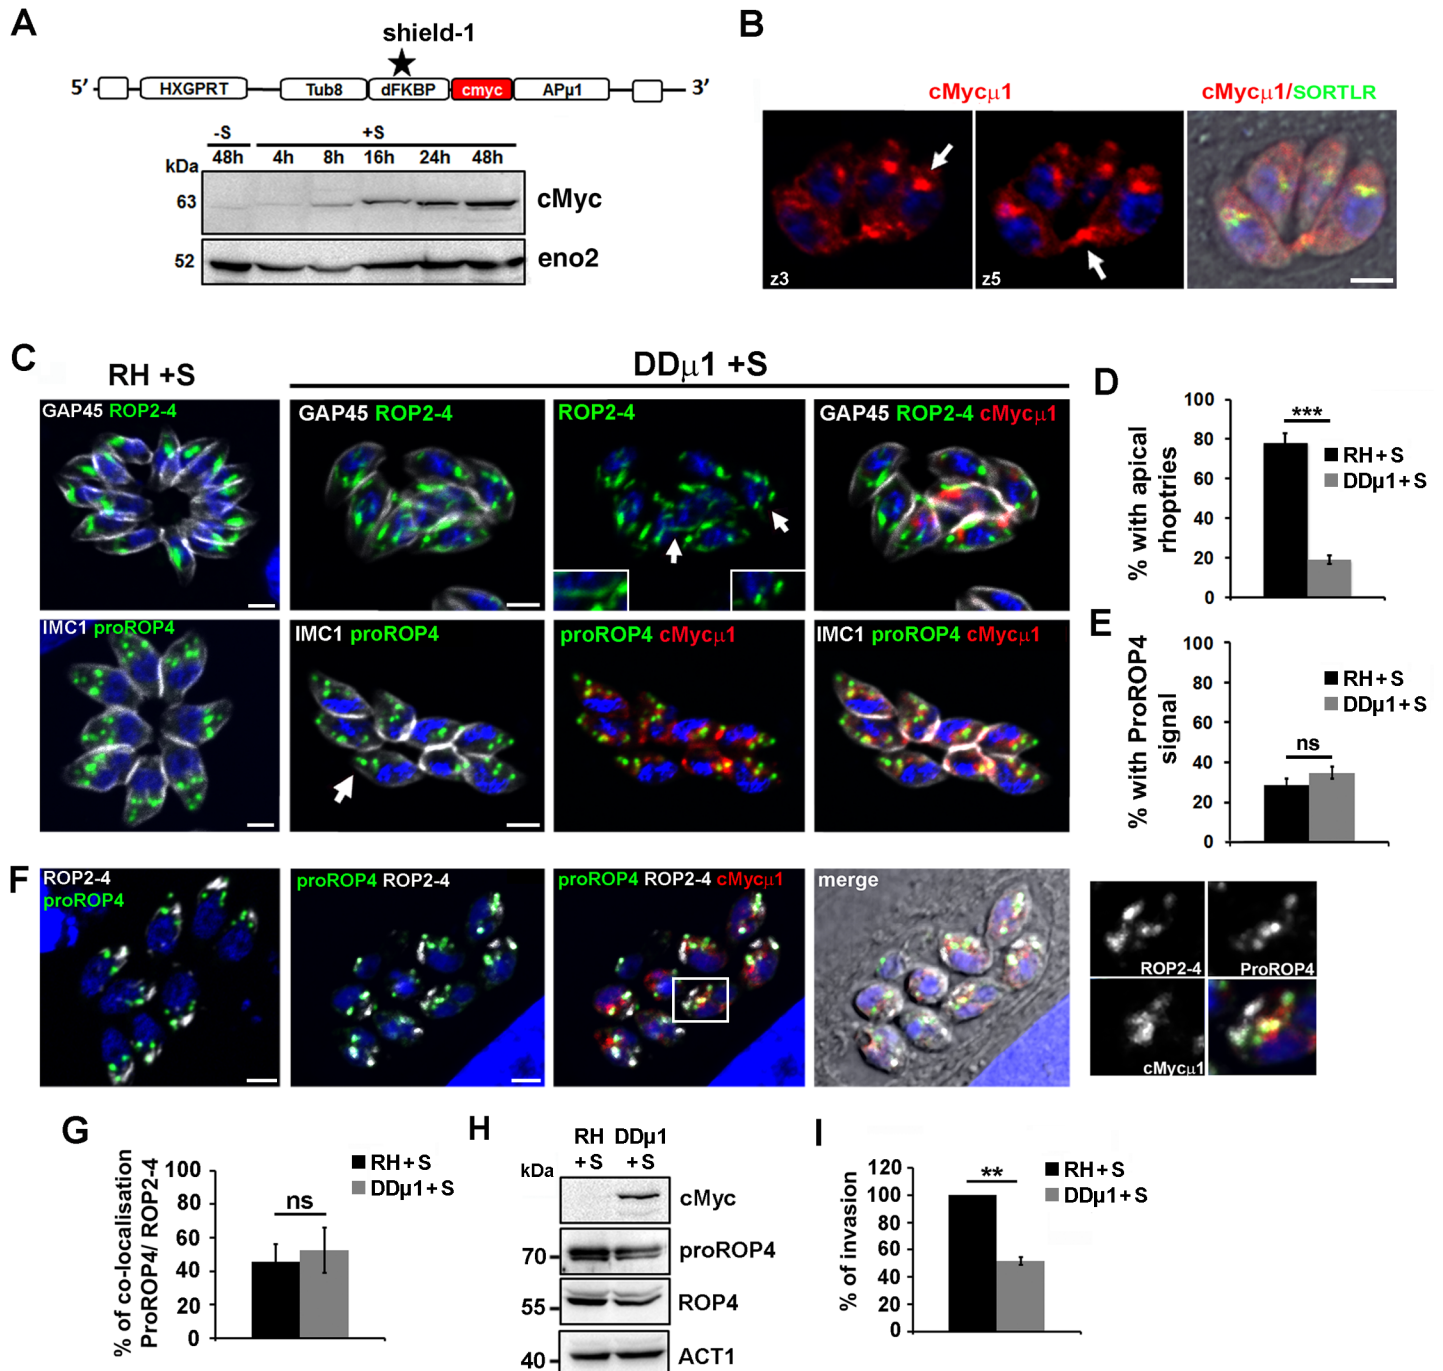 A
shield-1
5’ HXGPRT Tub8 dFKBP cmyc APµ1 3’
-S +S
kDa 48h 4h 8h 16h 24h 48h
63 cMyc
52 eno2
B
cMycµ1 cMycµ1/SORTLR
z3 z5
C
RH +S DDµ1 +S
GAP45 ROP2-4 GAP45 ROP2-4 ROP2-4 GAP45 ROP2-4 cMycµ1
IMC1 proROP4 IMC1 proROP4 proROP4 cMycµ1 IMC1 proROP4 cMycµ1
D
% with apical
rhoptries
100
80
60
40
20
0
***
RH + S
DDµ1 + S
E
% with ProROP4
signal
100
80
60
40
20
0
ns
RH + S
DDµ1 + S
F
ROP2-4
proROP4
proROP4 ROP2-4
proROP4 ROP2-4 cMycµ1
merge
ROP2-4 ProROP4
cMycµ1
G
% of co-localisation
ProROP4/ ROP2-4
100
80
60
40
20
0
ns
RH + S
DDµ1 + S
H
RH DDµ1
kDa + S + S
cMyc
70 proROP4
55 ROP4
40 ACT1
I
% of invasion
120
100
80
60
40
20
0
**
RH + S
DDµ1 + S